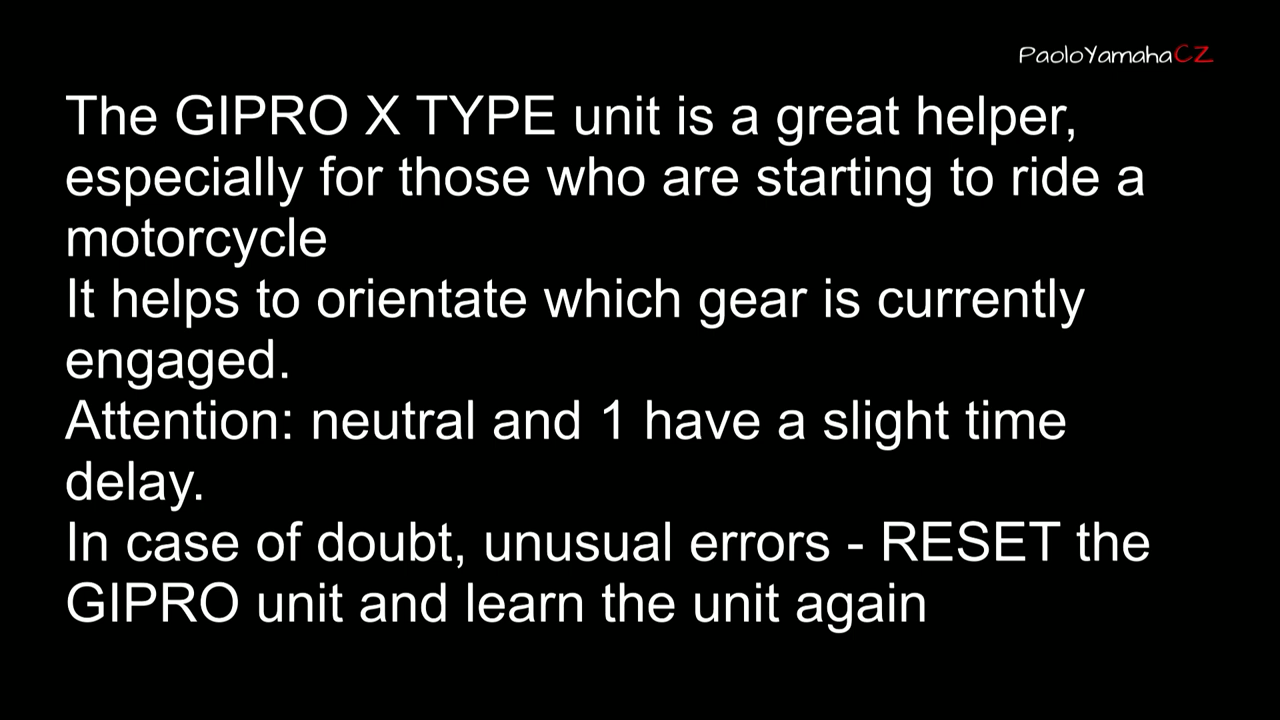 PaoloYamahaCZ
The GIPRO X TYPE unit is a great helper,
especially for those who are starting to ride a
motorcycle
It helps to orientate which gear is currently
engaged.
Attention: neutral and 1 have a slight time
delay.
In case of doubt, unusual errors - RESET the
GIPRO unit and learn the unit again